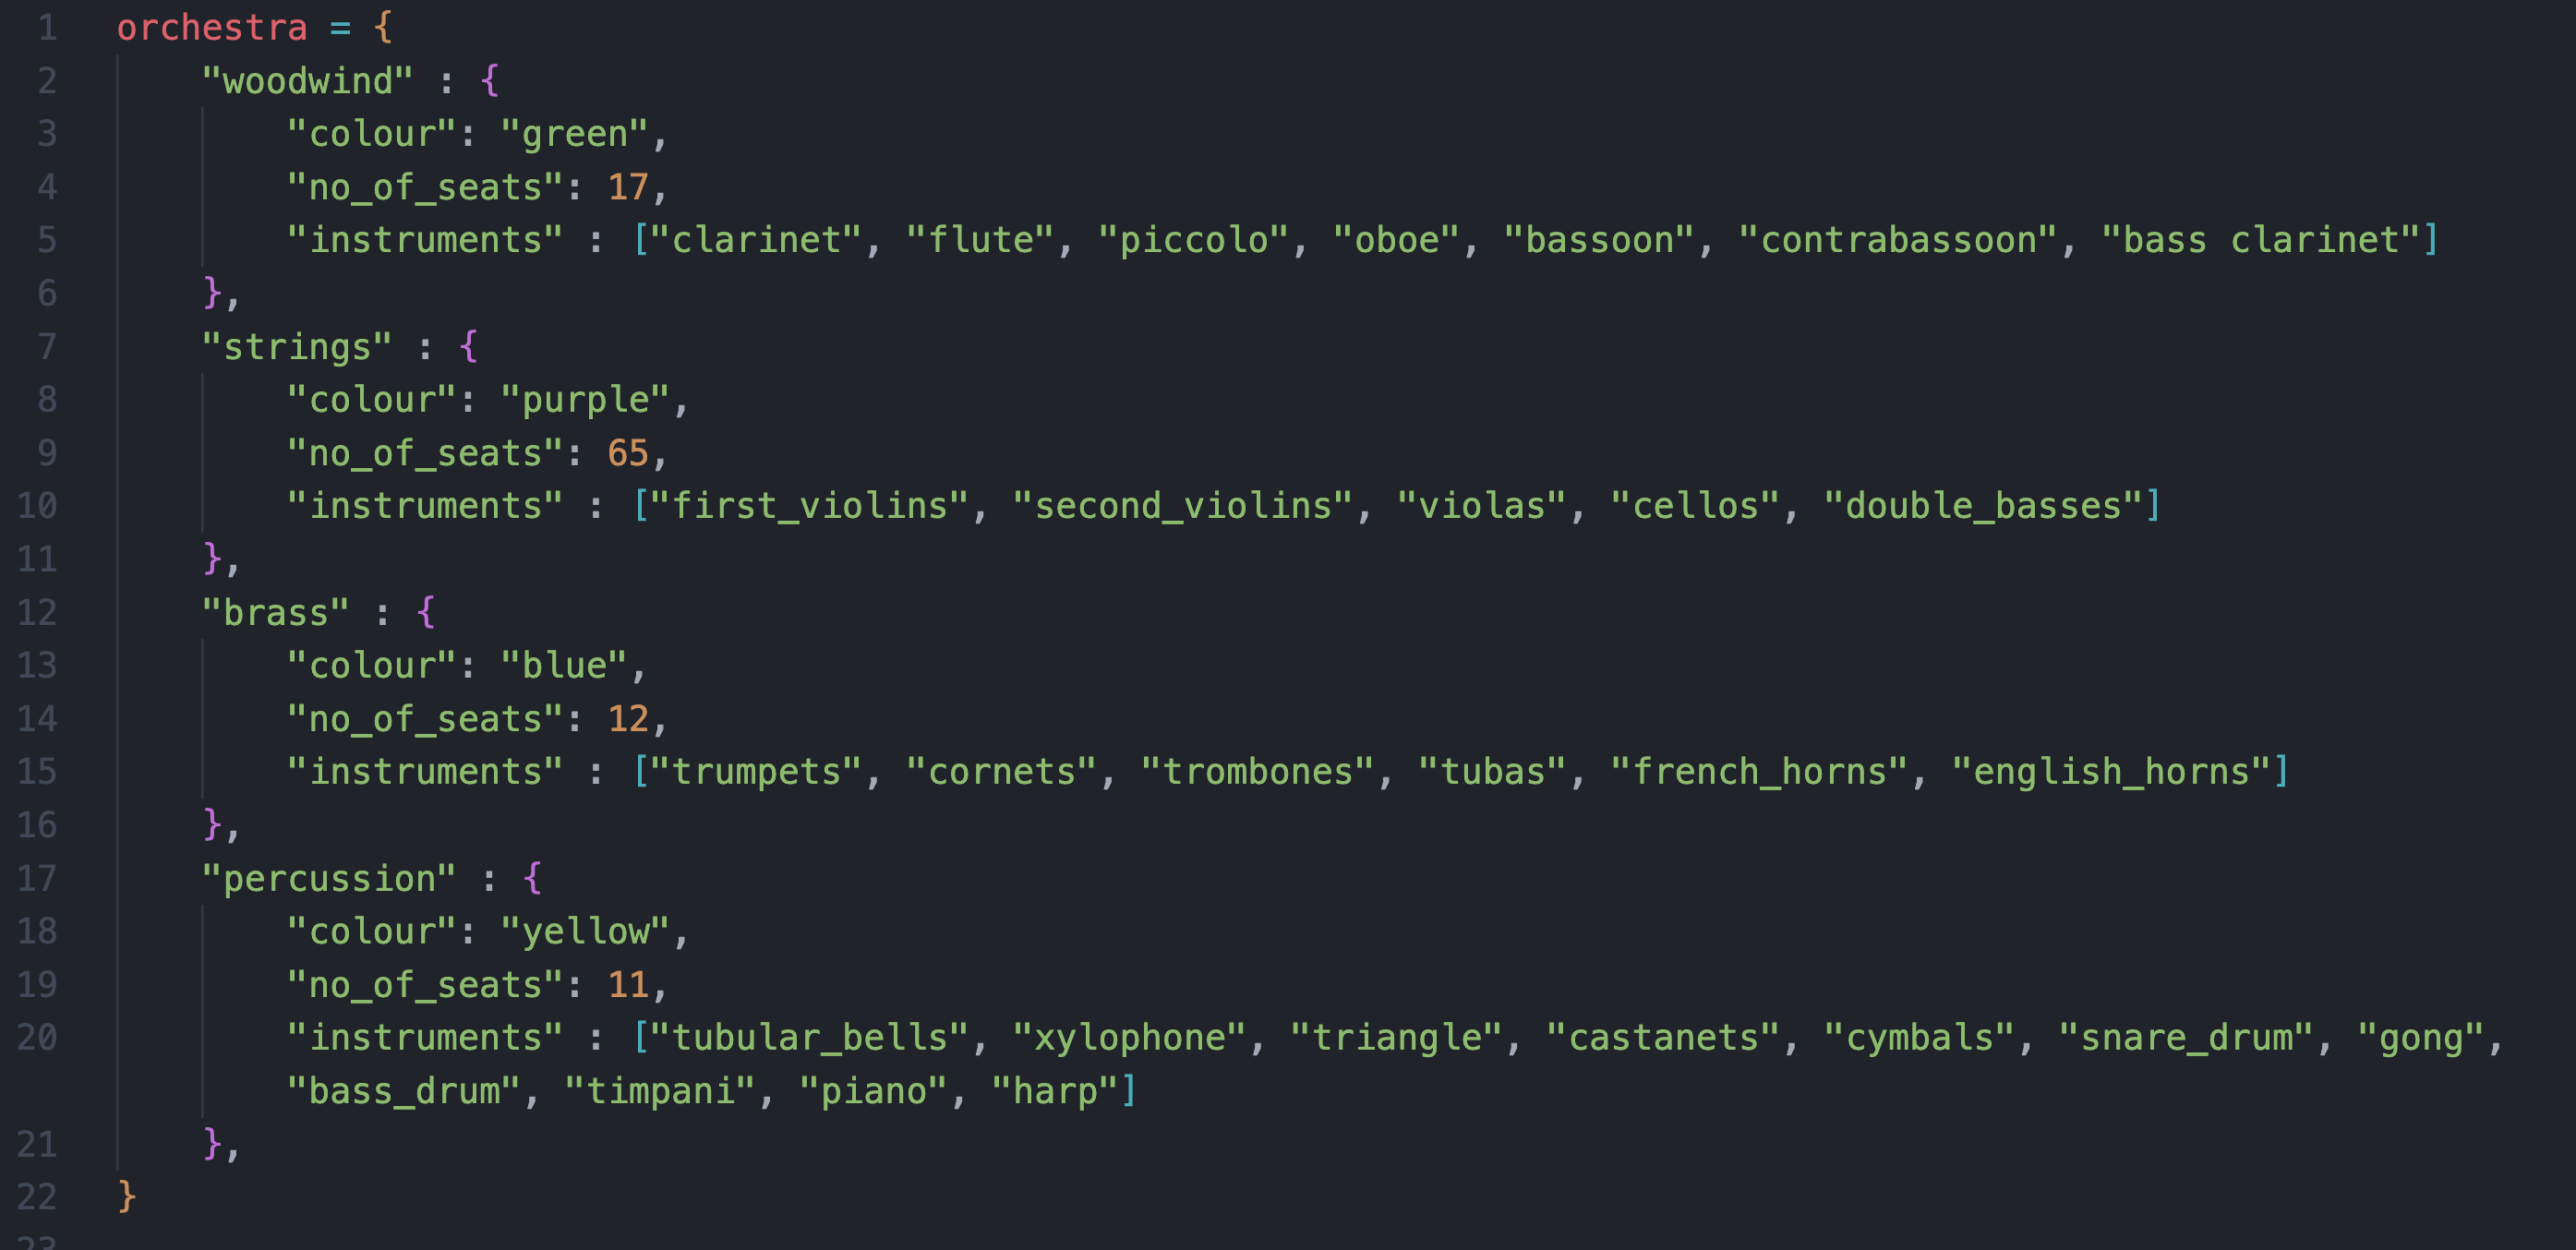 1 orchestra = {
2 "woodwind" : {
3 "colour": "green",
4 "no_of_seats": 17,
5 "instruments" : ["clarinet", "flute", "piccolo", "oboe", "bassoon", "contrabassoon", "bass clarinet"]
6 },
7 "strings" : {
8 "colour": "purple",
9 "no_of_seats": 65,
10 "instruments" : ["first_violins", "second_violins", "violas", "cellos", "double_basses"]
11 },
12 "brass" : {
13 "colour": "blue",
14 "no_of_seats": 12,
15 "instruments" : ["trumpets", "cornets", "trombones", "tubas", "french_horns", "english_horns"]
16 },
17 "percussion" : {
18 "colour": "yellow",
19 "no_of_seats": 11,
20 "instruments" : ["tubular_bells", "xylophone", "triangle", "castanets", "cymbals", "snare_drum", "gong",
"bass_drum", "timpani", "piano", "harp"]
21 },
22 }
23